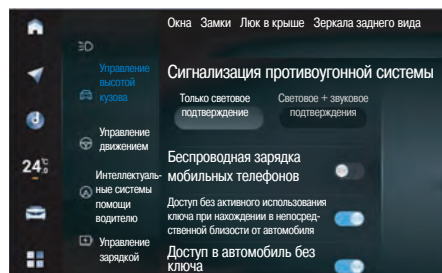 Окна Замки Люк в крыше Зеркала заднего вида
Управление
высотой
кузова
Управление
движением
Интеллектуаль-
ные системы
помощи
водителю
Управление
зарядкой
24.°C
Сигнализация противоугонной системы
Только световое
подтверждение
Световое + звуковое
подтверждения
Беспроводная зарядка
мобильных телефонов
Доступ без активного использования
ключа при нахождении в непосред-
ственной близости от автомобиля
Доступ в автомобиль без
ключа